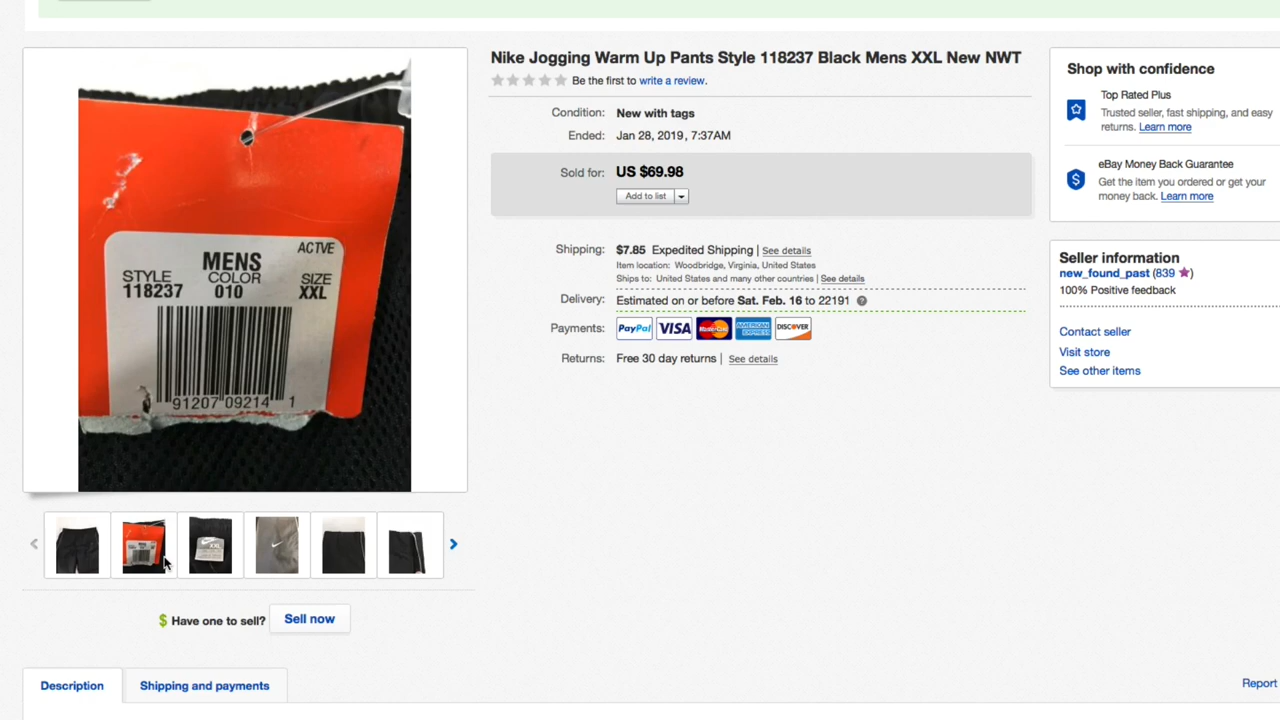 Nike Jogging Warm Up Pants Style 118237 Black Mens XXL New NWT
Be the first to write a review.
Condition: New with tags
Ended: Jan 28, 2019 , 7:37AM
Sold for: US $69.98
Add to list
Shipping: $7.85 Expedited Shipping | See details
Item location: Woodbridge, Virginia, United States
Ships to: United States and many other countries | See details
Delivery: Estimated on or before Sat. Feb. 16 to 22191
Payments: PayPal VISA MasterCard AMERICAN EXPRESS DISCOVER
Returns: Free 30 day returns | See details
Shop with confidence
Top Rated Plus
Trusted seller, fast shipping, and easy
returns. Learn more
eBay Money Back Guarantee
Get the item you ordered or get your
money back. Learn more
Seller information
new_found_past (839 )
100% Positive feedback
Contact seller
Visit store
See other items
ACTVE
MENS
STYLE COLOR SIZE
118237 010 XXL
91207 09214 1
$ Have one to sell? Sell now
Description
Shipping and payments
Report